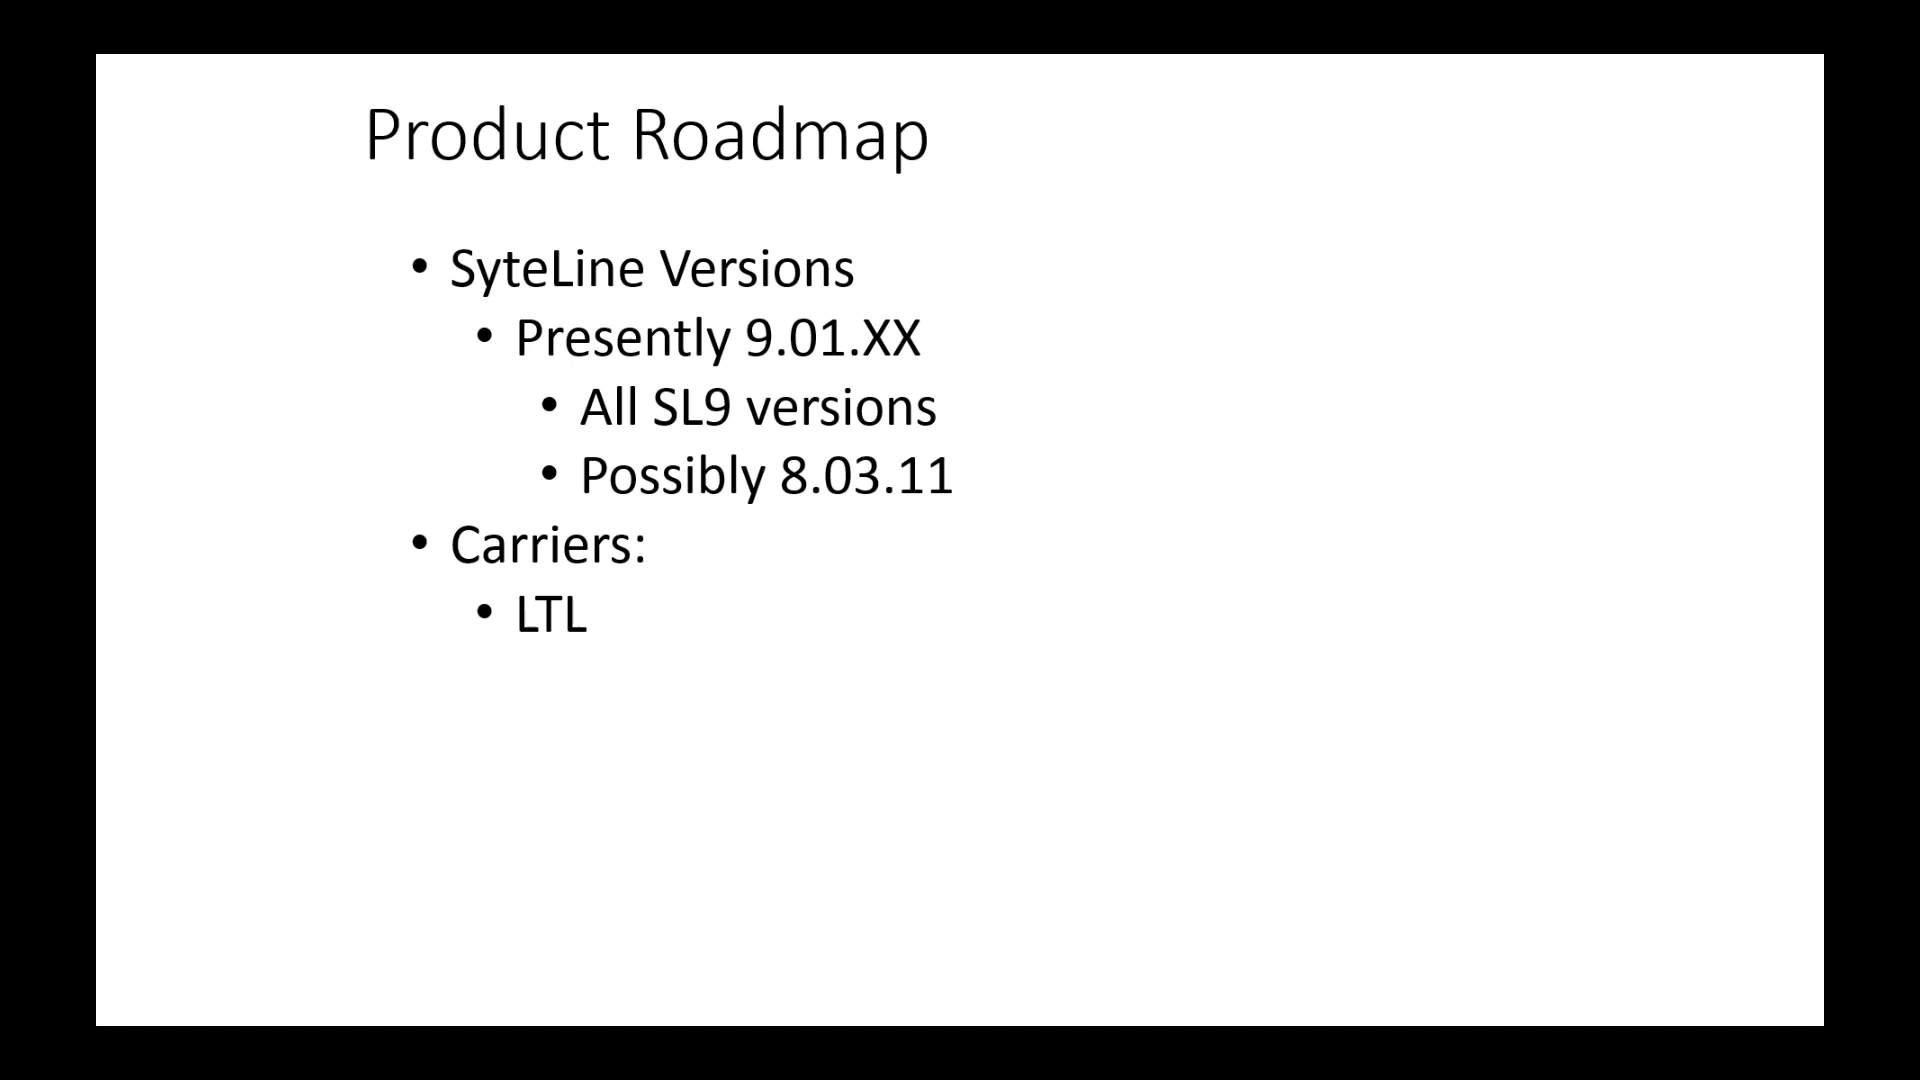 Product Roadmap
• SyteLine Versions
• Presently 9.01.XX
• All SL9 versions
• Possibly 8.03.11
• Carriers:
• LTL